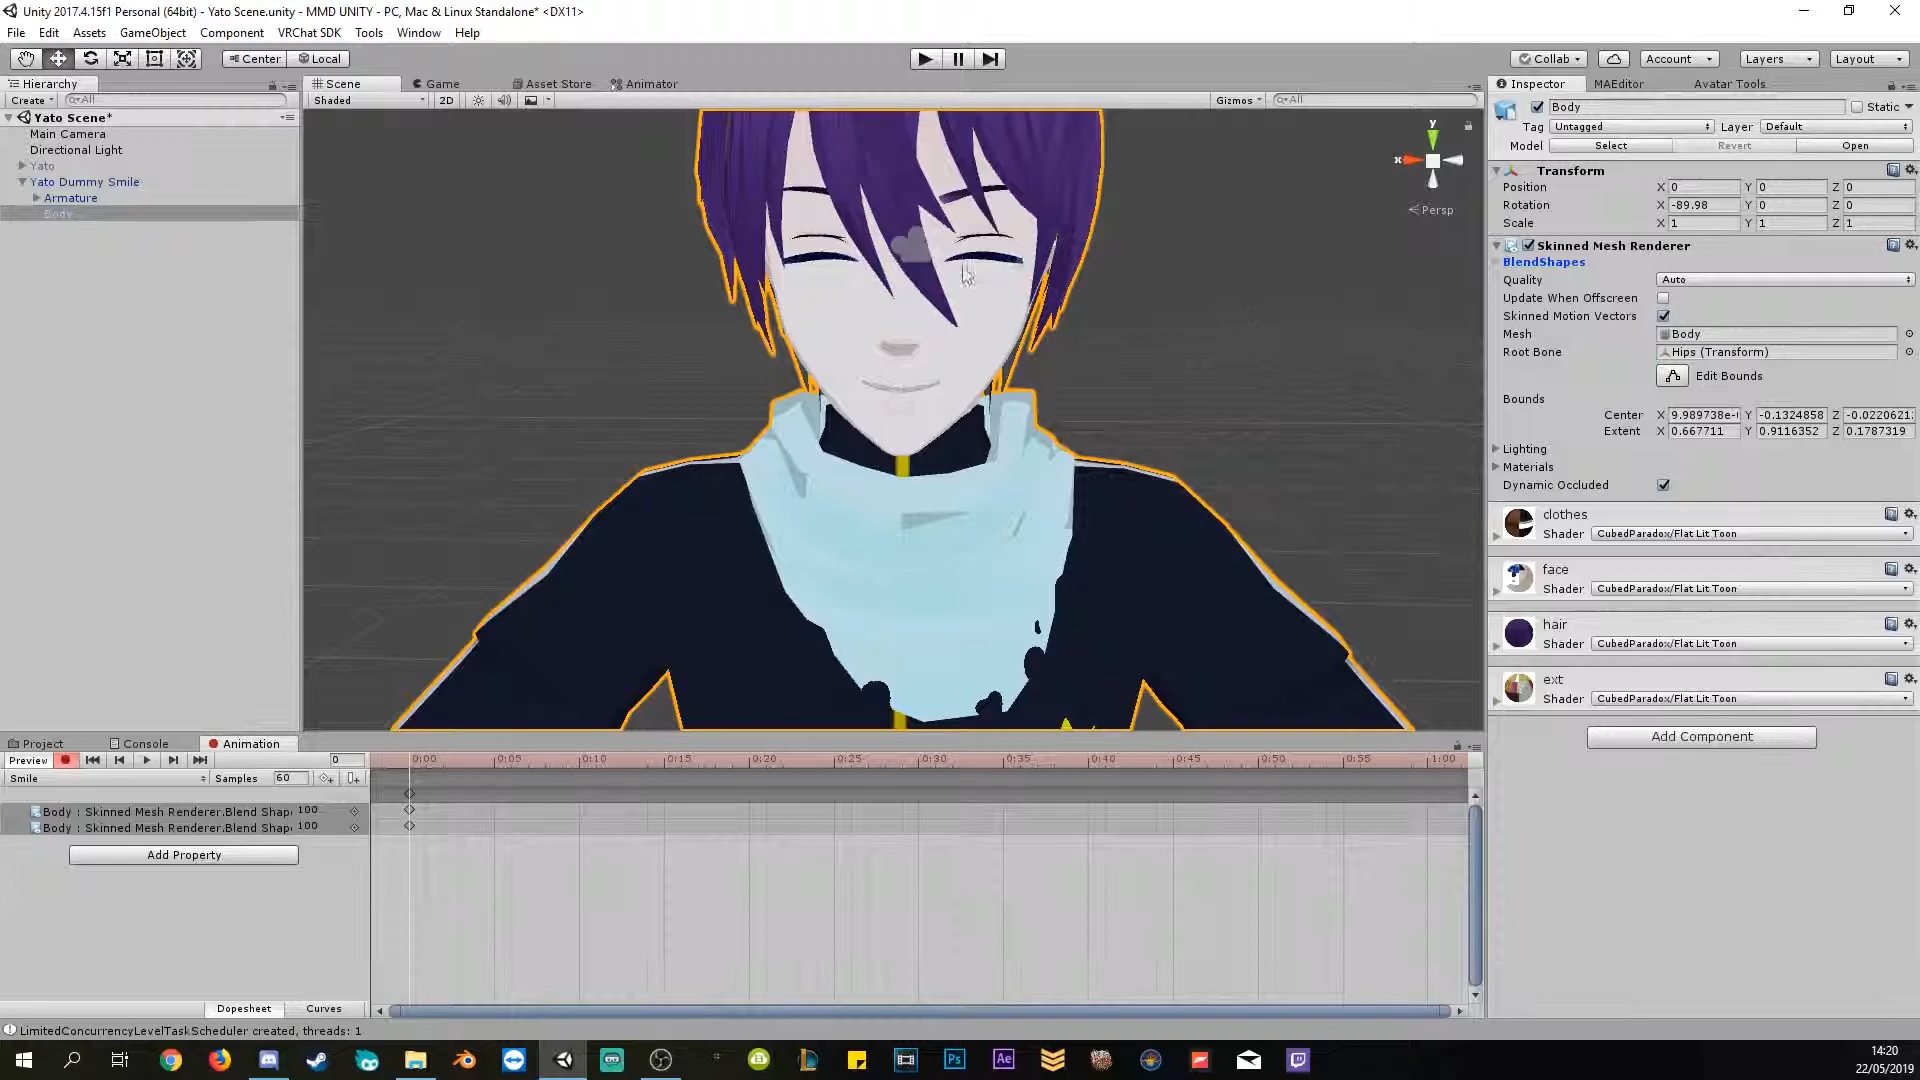 Unity 2017.4.15f1 Personal (64bit) - Yato Scene.unity - MMD UNITY - PC, Mac & Linux Standalone* <DX11>
File Edit Assets GameObject Component VRChat SDK Tools Window Help
Center Local Collab Account Layers Layout
Hierarchy Scene Game Asset Store Animator Inspector MAEditor Avatar Tools
Create All Shaded 2D Gizmos All Body Static
Yato Scene*
Main Camera
Directional Light
Yato
Yato Dummy Smile
Armature
Body
y
x
Persp
Tag Untagged Layer Default
Model Select Revert Open
Transform
Position X 0 Y 0 Z 0
Rotation X -89.98 Y 0 Z 0
Scale X 1 Y 1 Z 1
Skinned Mesh Renderer
BlendShapes
Quality Auto
Update When Offscreen
Skinned Motion Vectors
Mesh Body
Root Bone Hips (Transform)
Edit Bounds
Bounds
Center X 9.989738e- Y -0.1324858 Z -0.0220621
Extent X 0.667711 Y 0.9116352 Z 0.1787319
Lighting
Materials
Dynamic Occluded
clothes
Shader CubedParadox/Flat Lit Toon
face
Shader CubedParadox/Flat Lit Toon
hair
Shader CubedParadox/Flat Lit Toon
ext
Shader CubedParadox/Flat Lit Toon
Add Component
Project Console Animation
Preview 0 0:00 0:05 0:10 0:15 0:20 0:25 0:30 0:35 0:40 0:45 0:50 0:55 1:00
Smile Samples 60
Body : Skinned Mesh Renderer.Blend Shap 100
Body : Skinned Mesh Renderer.Blend Shap 100
Add Property
Dopesheet Curves
LimitedConcurrencyLevelTaskScheduler created, threads: 1
Ps Ae
14:20
22/05/2019